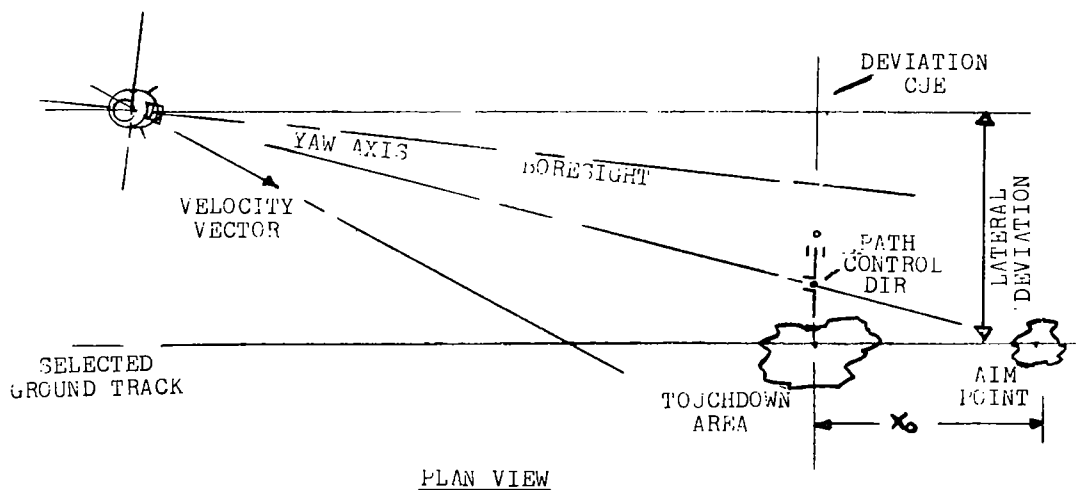 DEVIATION
CUE
YAW AXIS
BORESIGHT
VELOCITY
VECTOR
PATH
CONTROL
DIR
LATERAL
DEVIATION
SELECTED
GROUND TRACK
TOUCHDOWN
AREA
AIM
POINT
X₀
PLAN VIEW